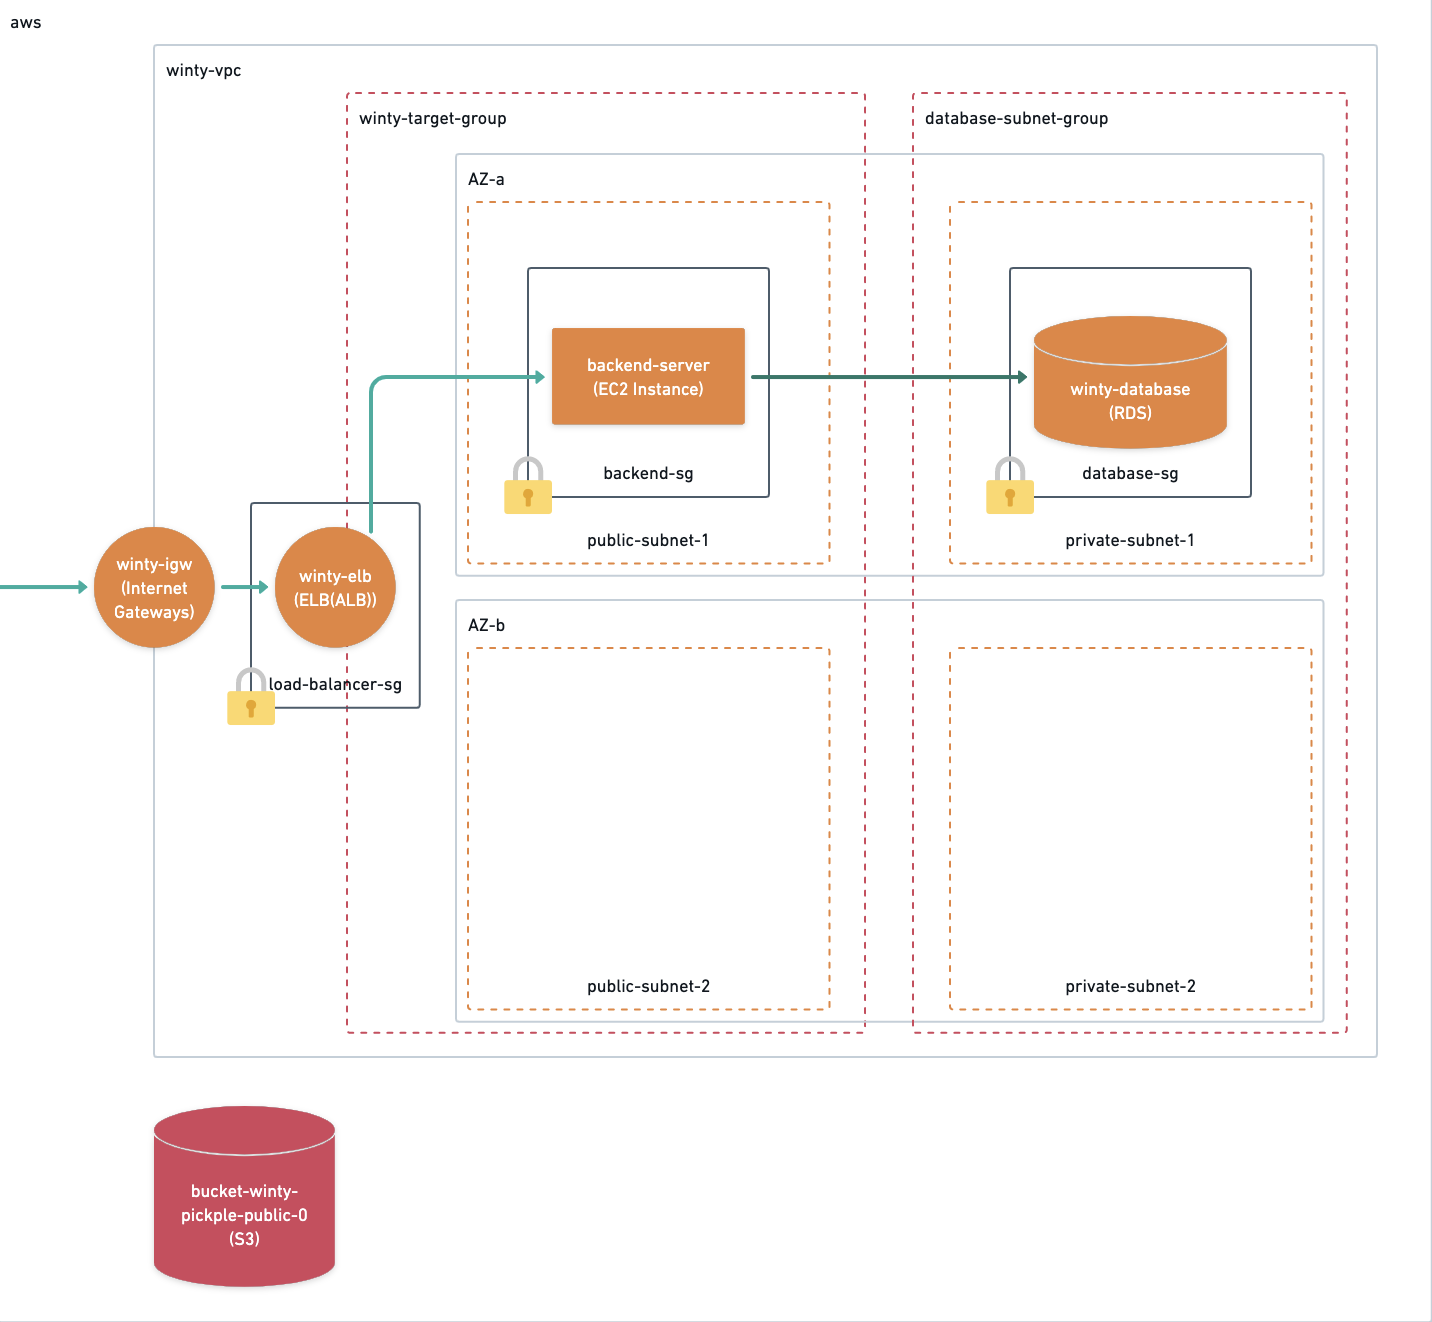 aws
winty-vpc
winty-target-group
database-subnet-group
AZ-a
backend-server
(EC2 Instance)
winty-database
(RDS)
backend-sg
database-sg
public-subnet-1
private-subnet-1
winty-igw
(Internet
Gateways)
winty-elb
(ELB(ALB))
load-balancer-sg
AZ-b
public-subnet-2
private-subnet-2
bucket-winty-
pickple-public-0
(S3)